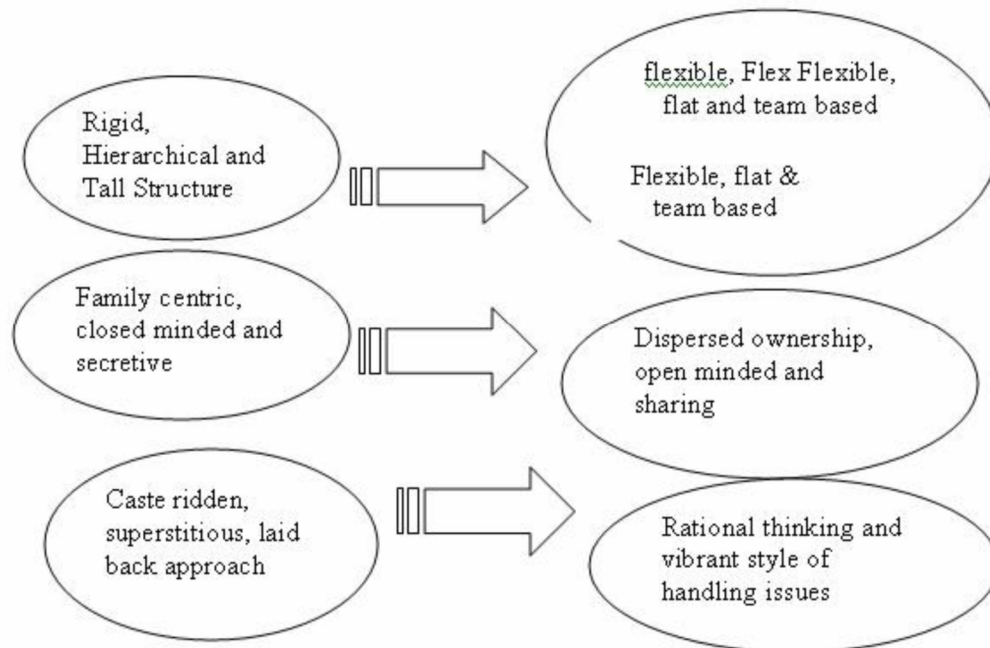 Rigid,
Hierarchical and
Tall Structure
flexible, Flex Flexible,
flat and team based
Flexible, flat &
team based
Family centric,
closed minded and
secretive
Dispersed ownership,
open minded and
sharing
Caste ridden,
superstitious, laid
back approach
Rational thinking and
vibrant style of
handling issues